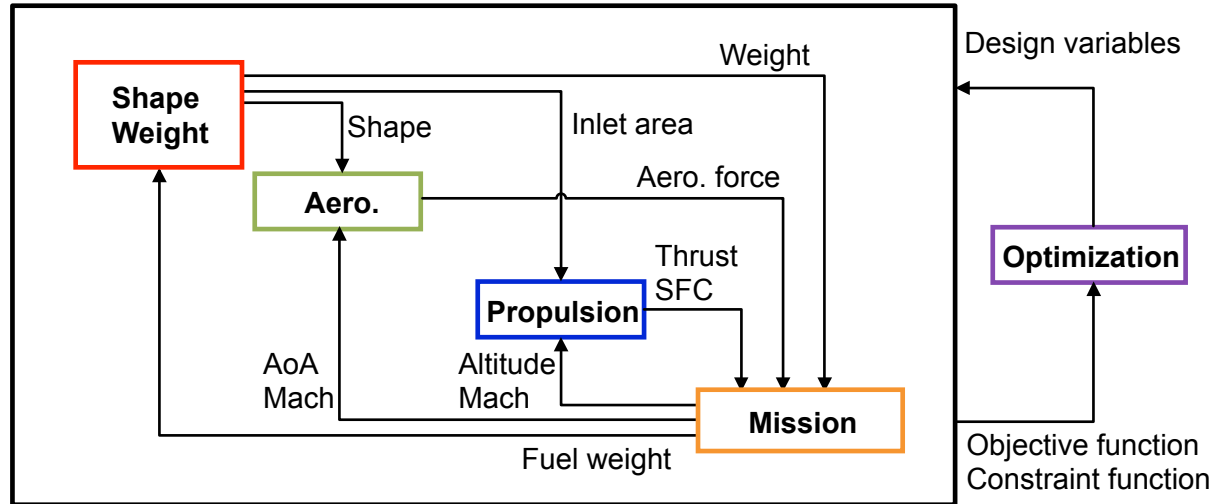 Design variables
Weight
Shape
Weight
Shape
Inlet area
Aero. force
Aero.
Optimization
Thrust
SFC
Propulsion
AoA
Mach
Altitude
Mach
Mission
Fuel weight
Objective function
Constraint function